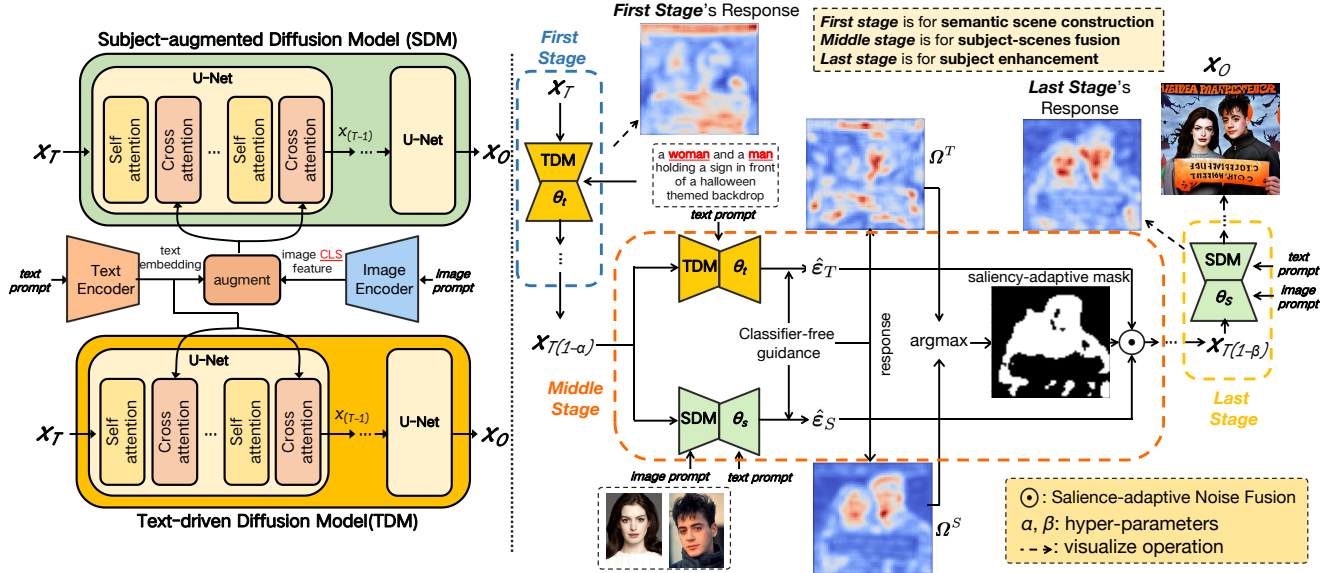 Subject-augmented Diffusion Model (SDM)
U-Net
Self attention
Cross attention
...
Self attention
Cross attention
x(T-1)
...
U-Net
X_T
X_O
text prompt
Text Encoder
text embedding
augment
image CLS feature
Image Encoder
Image prompt
U-Net
Self attention
Cross attention
...
Self attention
Cross attention
x(T-1)
...
U-Net
X_T
X_O
Text-driven Diffusion Model(TDM)
First Stage
X_T
TDM
θ_t
...
X_T(1-α)
First Stage's Response
a woman and a man
holding a sign in front
of a halloween
themed backdrop
text prompt
First stage is for semantic scene construction
Middle stage is for subject-scenes fusion
Last stage is for subject enhancement
Middle Stage
TDM
θ_t
ε̂_T
Classifier-free
guidance
response
SDM
θ_s
ε̂_S
Image prompt
text prompt
Ω^T
Ω^S
argmax
saliency-adaptive mask
...
X_T(1-β)
Last Stage's
Response
X_O
SDM
θ_s
text prompt
image prompt
Last Stage
⊙: Salience-adaptive Noise Fusion
α, β: hyper-parameters
--→: visualize operation